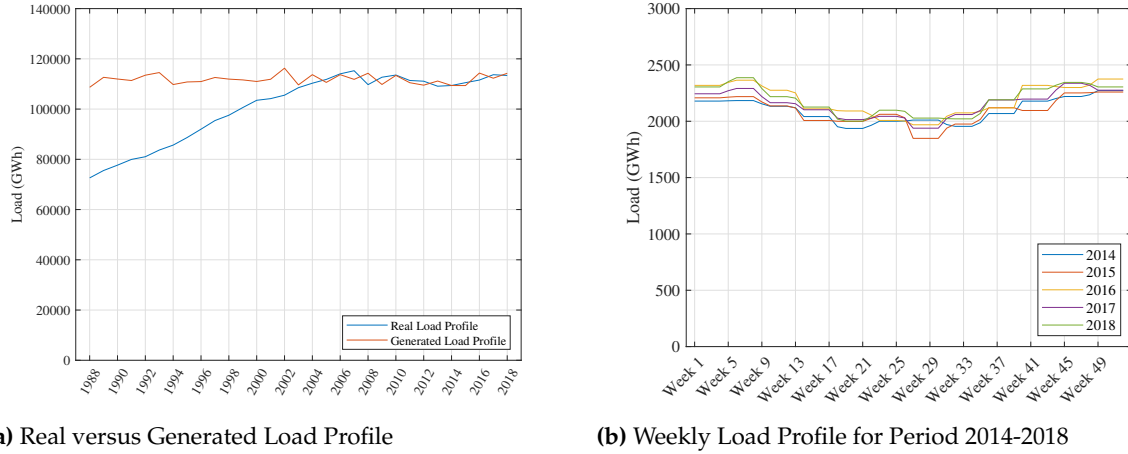 140000
120000
100000
80000
60000
40000
20000
0
Load (GWh)
Real Load Profile
Generated Load Profile
1988
1990
1992
1994
1996
1998
2000
2002
2004
2006
2008
2010
2012
2014
2016
2018
a) Real versus Generated Load Profile
3000
2500
2000
1500
1000
500
0
Load (GWh)
2014
2015
2016
2017
2018
Week 1
Week 5
Week 9
Week 13
Week 17
Week 21
Week 25
Week 29
Week 33
Week 37
Week 41
Week 45
Week 49
(b) Weekly Load Profile for Period 2014-2018